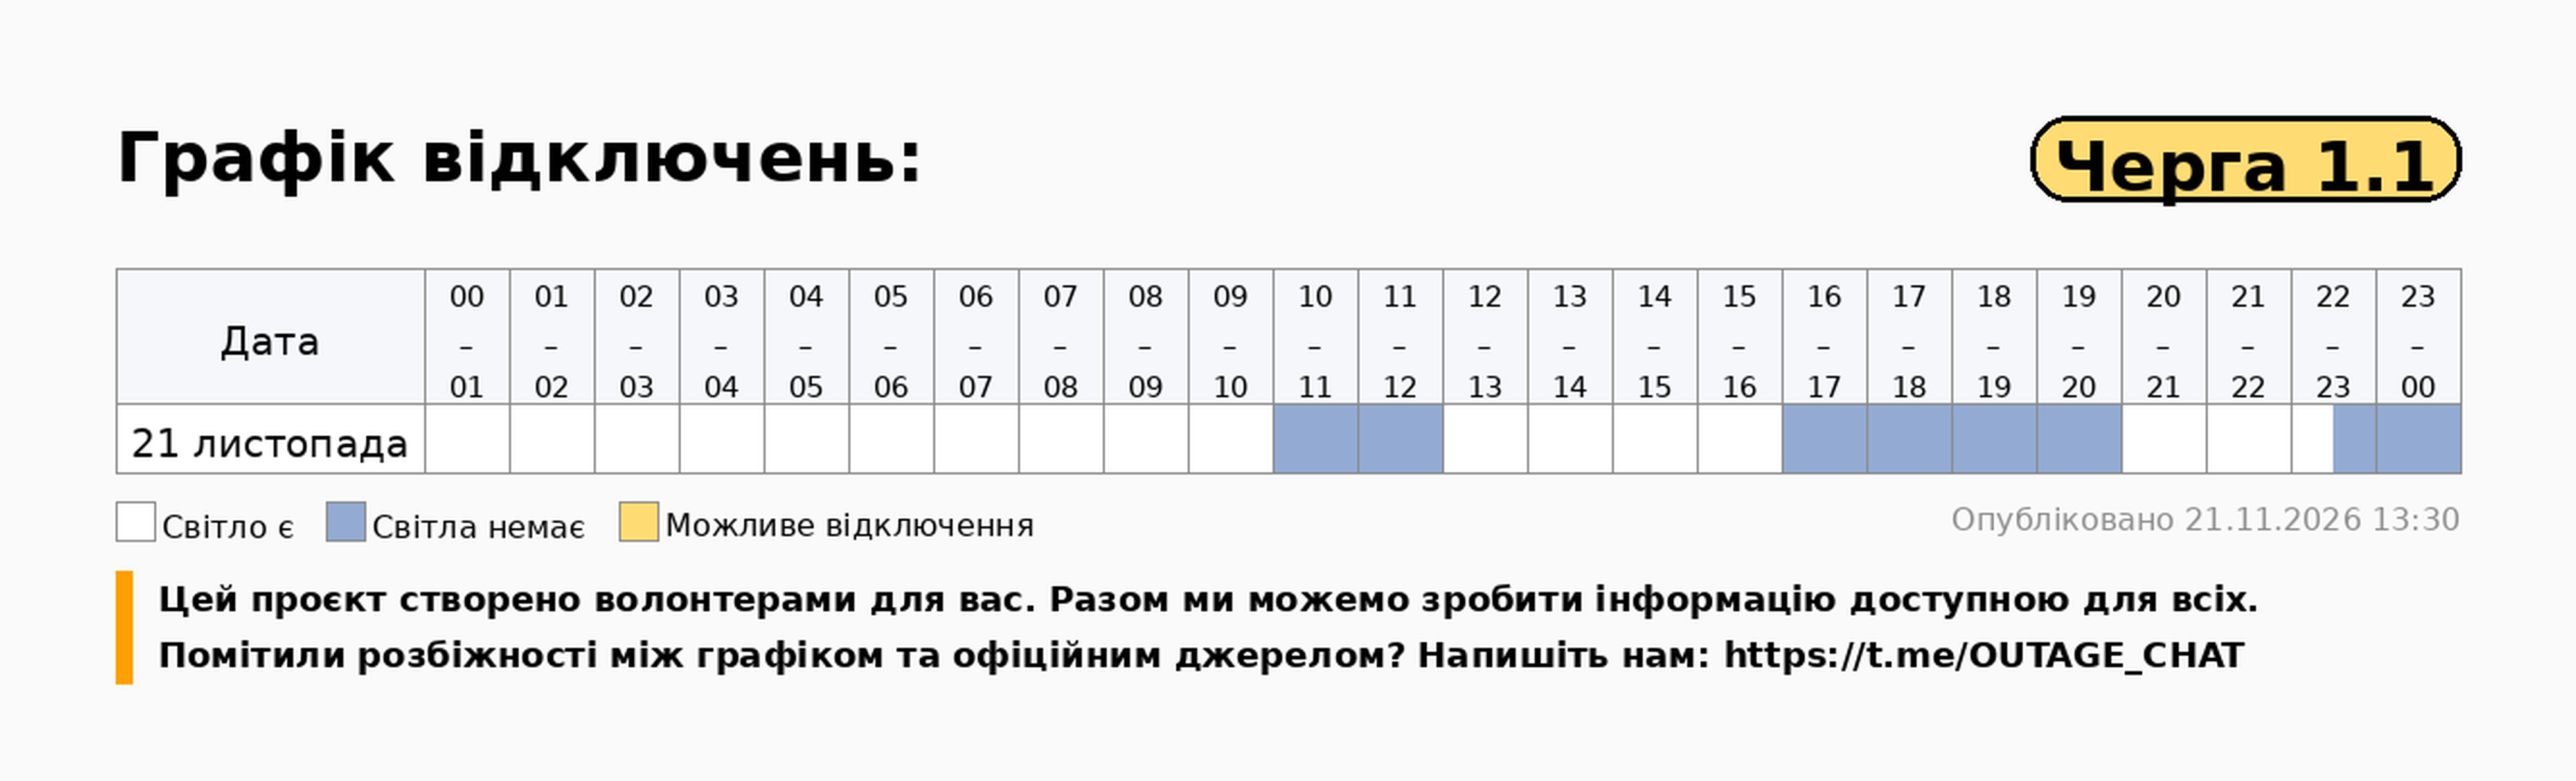 Графік відключень:
Черга 1.1
Дата
00 – 01
01 – 02
02 – 03
03 – 04
04 – 05
05 – 06
06 – 07
07 – 08
08 – 09
09 – 10
10 – 11
11 – 12
12 – 13
13 – 14
14 – 15
15 – 16
16 – 17
17 – 18
18 – 19
19 – 20
20 – 21
21 – 22
22 – 23
23 – 00
21 листопада
Світло є
Світла немає
Можливе відключення
Опубліковано 21.11.2026 13:30
Цей проєкт створено волонтерами для вас. Разом ми можемо зробити інформацію доступною для всіх.
Помітили розбіжності між графіком та офіційним джерелом? Напишіть нам: https://t.me/OUTAGE_CHAT